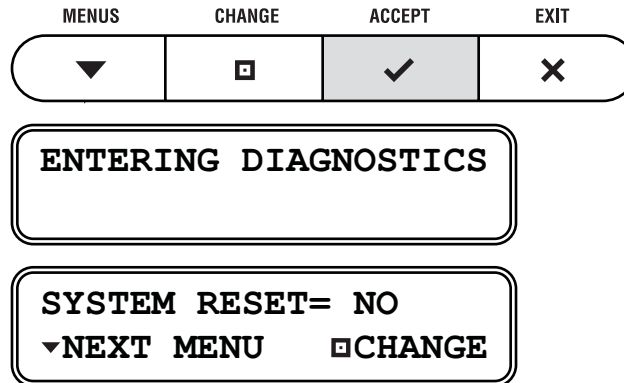 MENUS CHANGE ACCEPT EXIT
ENTERING DIAGNOSTICS
SYSTEM RESET= NO
▼NEXT MENU ⊡CHANGE